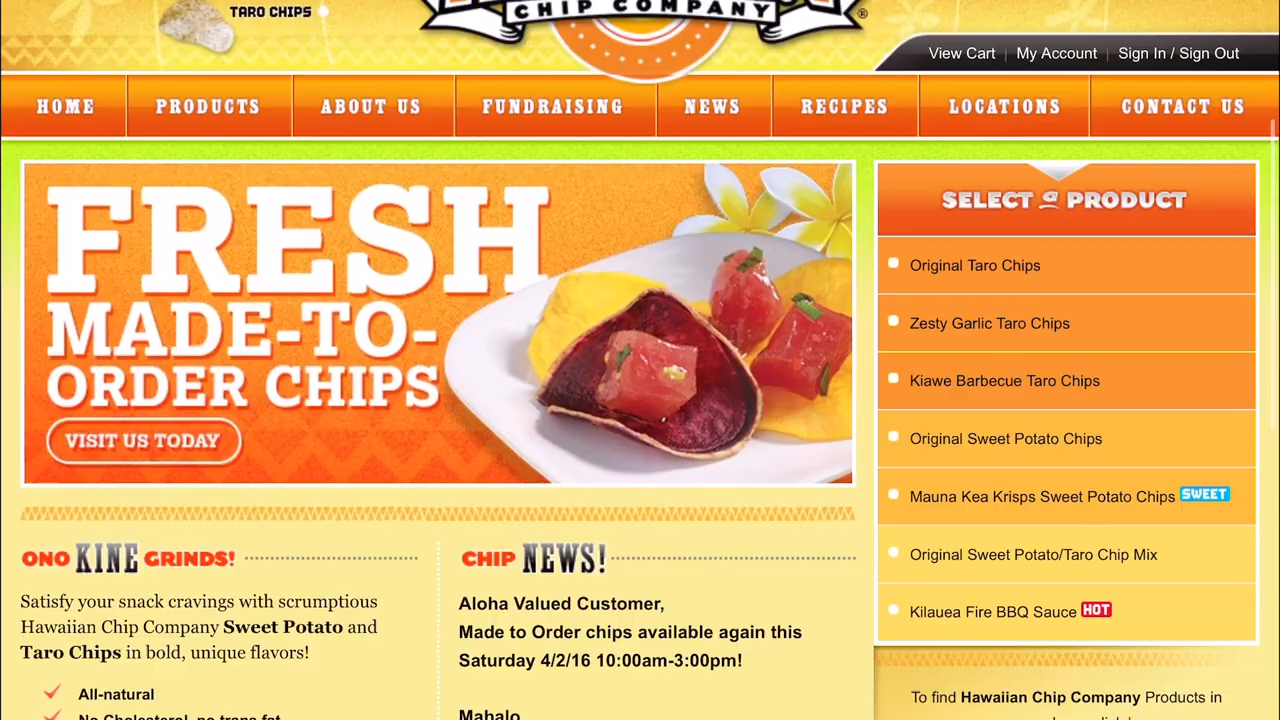 TARO CHIPS
CHIP COMPANY
®
View Cart | My Account | Sign In / Sign Out
HOME
PRODUCTS
ABOUT US
FUNDRAISING
NEWS
RECIPES
LOCATIONS
CONTACT US
FRESH
MADE-TO-
ORDER CHIPS
VISIT US TODAY
SELECT a PRODUCT
Original Taro Chips
Zesty Garlic Taro Chips
Kiawe Barbecue Taro Chips
Original Sweet Potato Chips
Mauna Kea Krisps Sweet Potato Chips SWEET
Original Sweet Potato/Taro Chip Mix
Kilauea Fire BBQ Sauce HOT
ONO KINE GRINDS!
Satisfy your snack cravings with scrumptious
Hawaiian Chip Company Sweet Potato and
Taro Chips in bold, unique flavors!
All-natural
No Cholesterol, no trans fat
CHIP NEWS!
Aloha Valued Customer,
Made to Order chips available again this
Saturday 4/2/16 10:00am-3:00pm!
Mahalo
To find Hawaiian Chip Company Products in